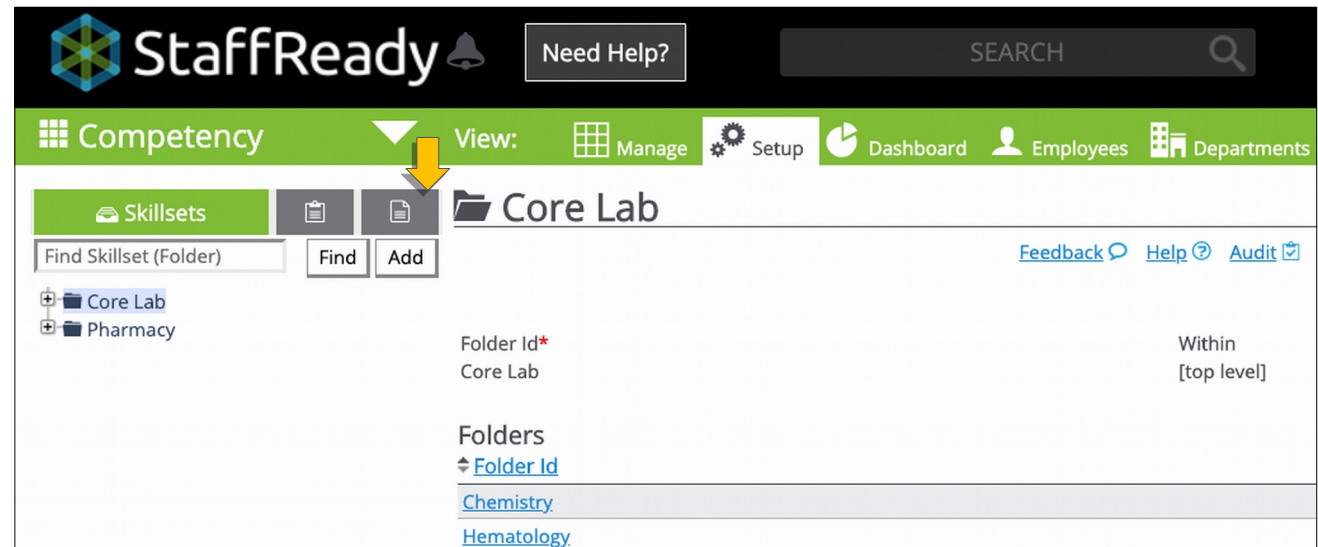 StaffReady
Need Help?
SEARCH
Competency
View:
Manage
Setup
Dashboard
Employees
Departments
Skillsets
Core Lab
Find Skillset (Folder)
Find
Add
Feedback
Help
Audit
Core Lab
Pharmacy
Folder Id*
Within
Core Lab
[top level]
Folders
Folder Id
Chemistry
Hematology